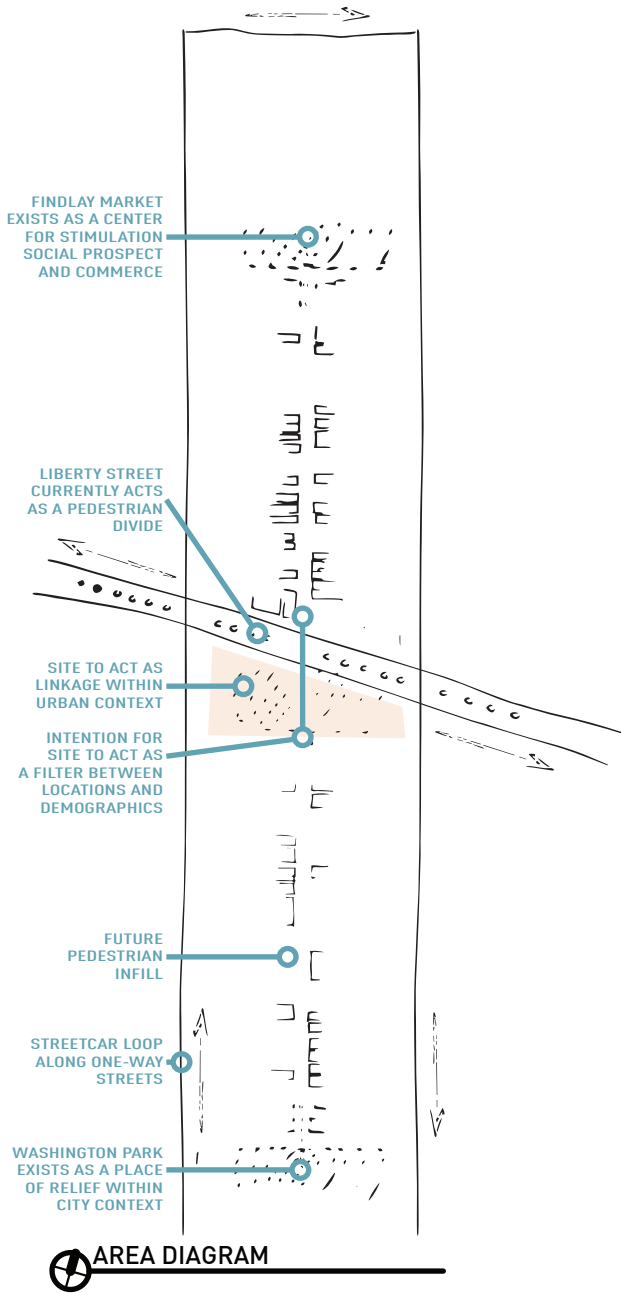 FINDLAY MARKET
EXISTS AS A CENTER
FOR STIMULATION
SOCIAL PROSPECT
AND COMMERCE
LIBERTY STREET
CURRENTLY ACTS
AS A PEDESTRIAN
DIVIDE
SITE TO ACT AS
LINKAGE WITHIN
URBAN CONTEXT
INTENTION FOR
SITE TO ACT AS
A FILTER BETWEEN
LOCATIONS AND
DEMOGRAPHICS
FUTURE
PEDESTRIAN
INFILL
STREETCAR LOOP
ALONG ONE-WAY
STREETS
WASHINGTON PARK
EXISTS AS A PLACE
OF RELIEF WITHIN
CITY CONTEXT
AREA DIAGRAM